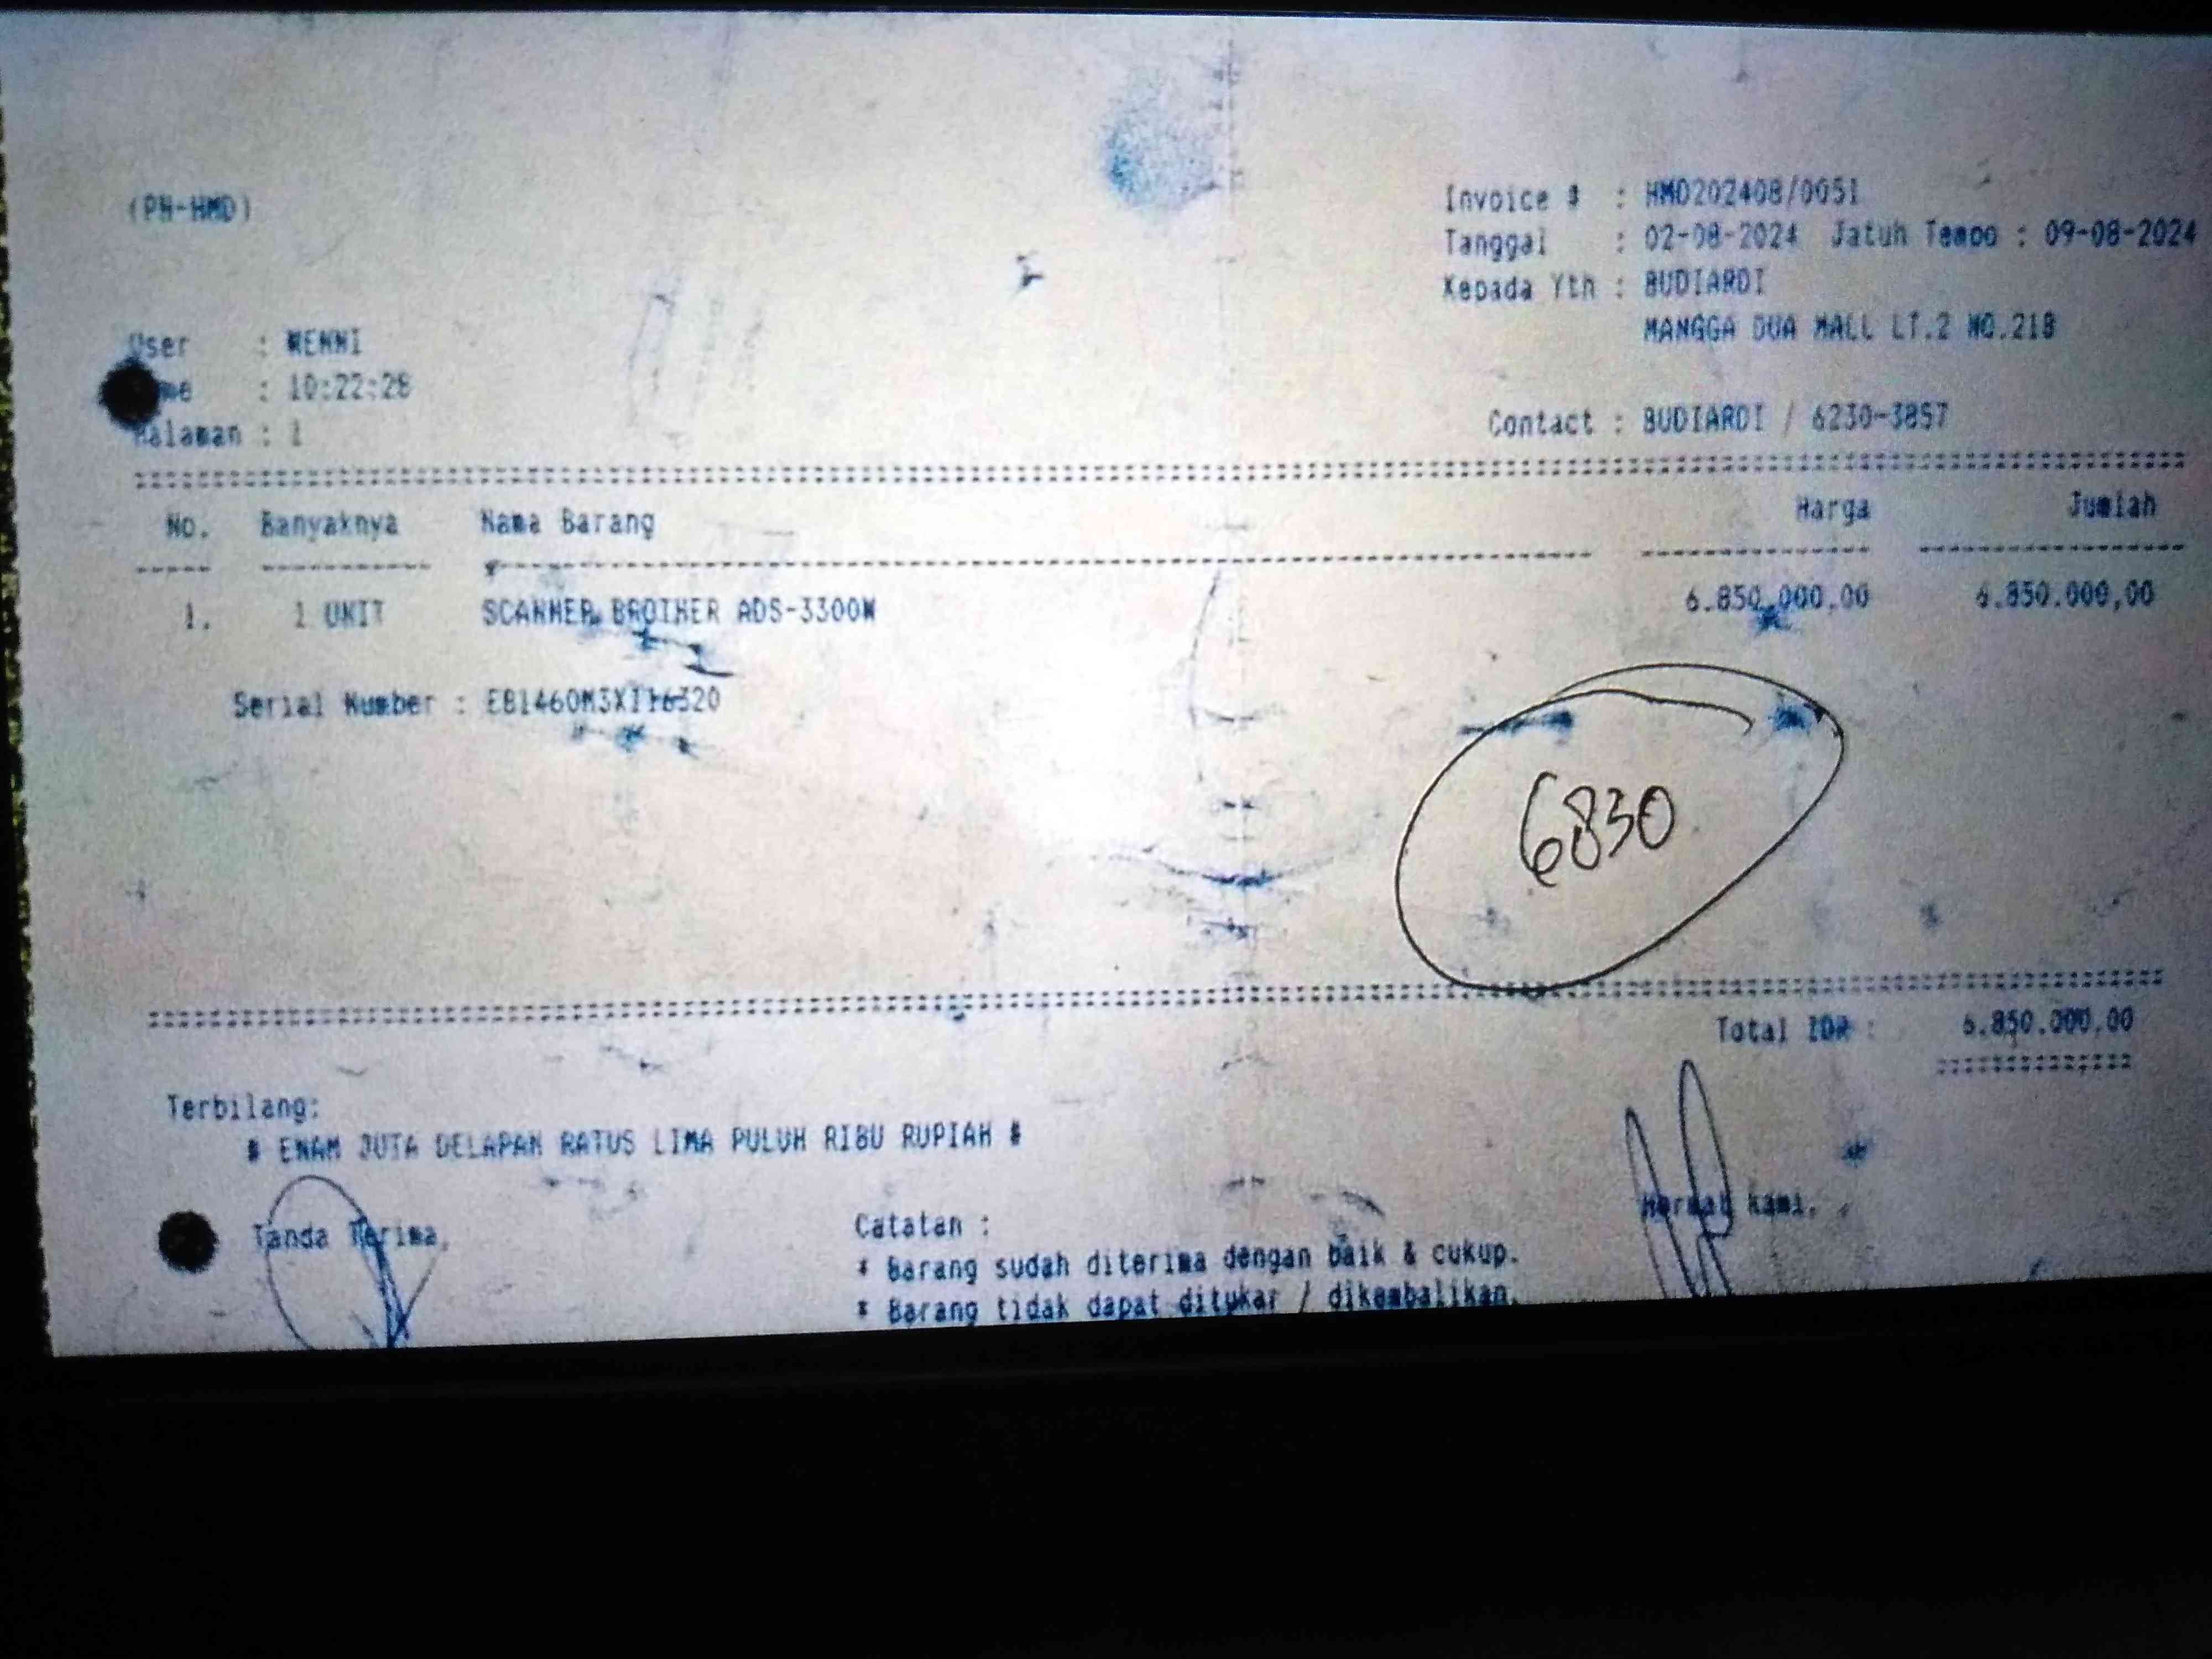 (PH-HMD)
Invoice # : HMD202408/0051
Tanggal : 02-08-2024 Jatuh Tempo : 09-08-2024
Kepada Yth : BUDIARDI
MANGGA DUA MALL LT.2 NO.21B
User : WENNI
me : 10:22:28
Halaman : 1
Contact : BUDIARDI / 6230-3857
No. Banyaknya Nama Barang Harga Jumlah
1. 1 UNIT SCANNER BROTHER ADS-3300W 6.850.000,00 6.850.000,00
Serial Number :
6830
Total IDR : 6.850.000,00
Terbilang:
# ENAM JUTA DELAPAN RATUS LIMA PULUH RIBU RUPIAH #
Tanda Terima,
Catatan :
Hormat kami,
* Barang sudah diterima dengan baik & cukup.
* Barang tidak dapat ditukar / dikembalikan.